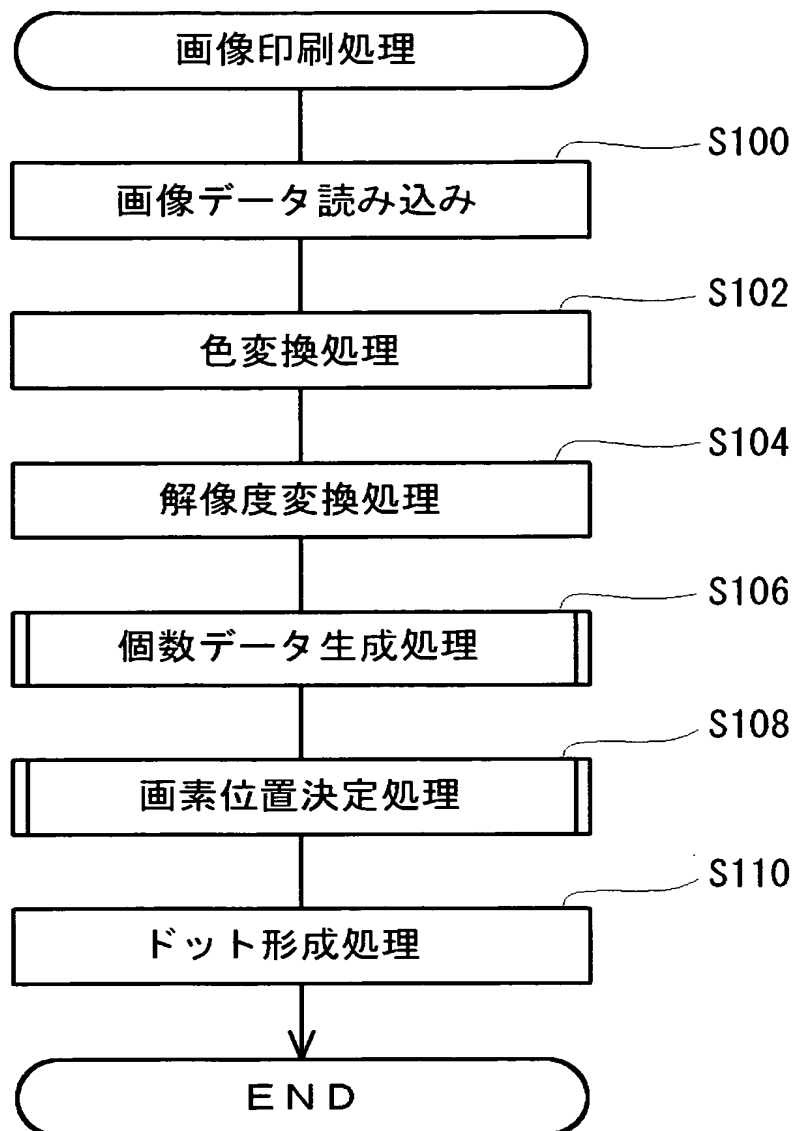 画像印刷処理
S100
画像データ読み込み
S102
色変換処理
S104
解像度変換処理
S106
個数データ生成処理
S108
画素位置決定処理
S110
ドット形成処理
END